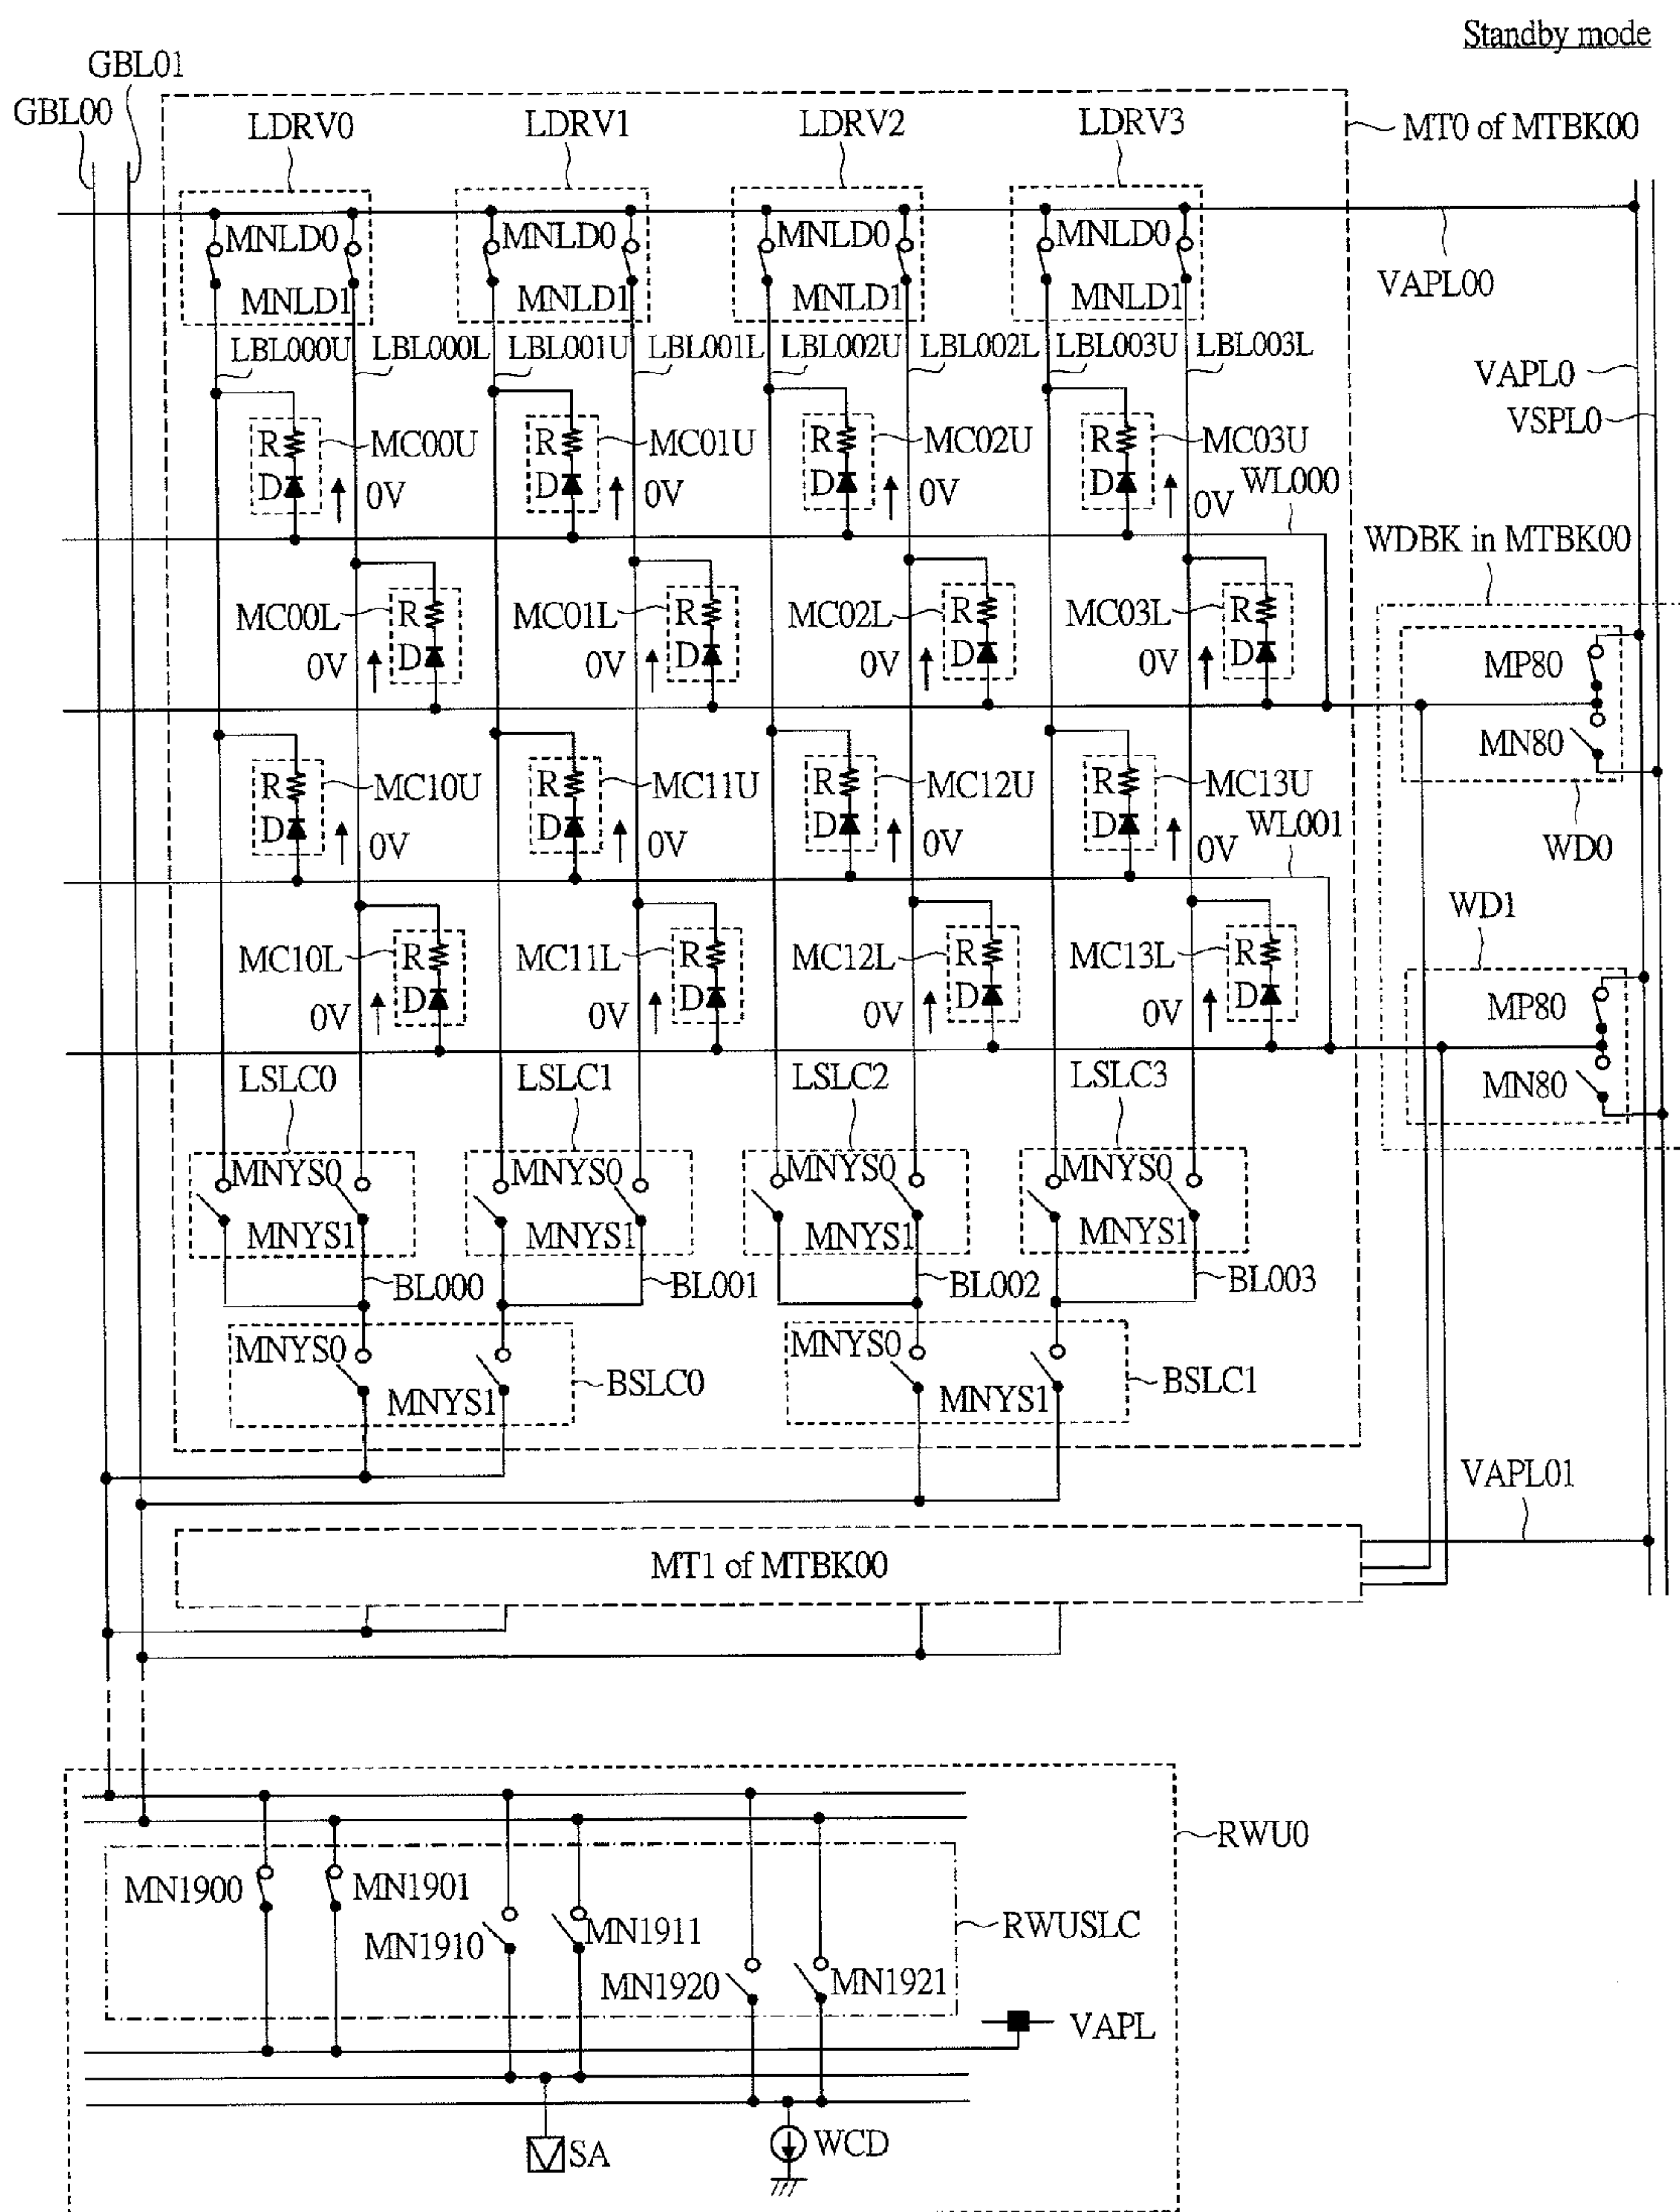 Standby mode
GBL01
GBL00
LDRV0 LDRV1 LDRV2 LDRV3
MT0 of MTBK00
MNLD0 MNLD0 MNLD0 MNLD0
MNLD1 MNLD1 MNLD1 MNLD1
VAPL00
LBL000U LBL000L LBL001U LBL001L LBL002U LBL002L LBL003U LBL003L
VAPL0
VSPL0
R MC00U R MC01U R MC02U R MC03U
D 0V D 0V D 0V D 0V WL000
WDBK in MTBK00
MC00L R MC01L R MC02L R MC03L R
0V D 0V D 0V D 0V D
MP80
MN80
WD0
R MC10U R MC11U R MC12U R MC13U
D 0V D 0V D 0V D 0V WL001
WD1
MC10L R MC11L R MC12L R MC13L R
0V D 0V D 0V D 0V D
MP80
MN80
LSLC0 LSLC1 LSLC2 LSLC3
MNYS0 MNYS0 MNYS0 MNYS0
MNYS1 MNYS1 MNYS1 MNYS1
BL000 BL001 BL002 BL003
MNYS0 MNYS0
MNYS1 BSLC0 MNYS1 BSLC1
VAPL01
MT1 of MTBK00
RWU0
MN1900 MN1901
MN1910 MN1911 RWUSLC
MN1920 MN1921
VAPL
SA WCD